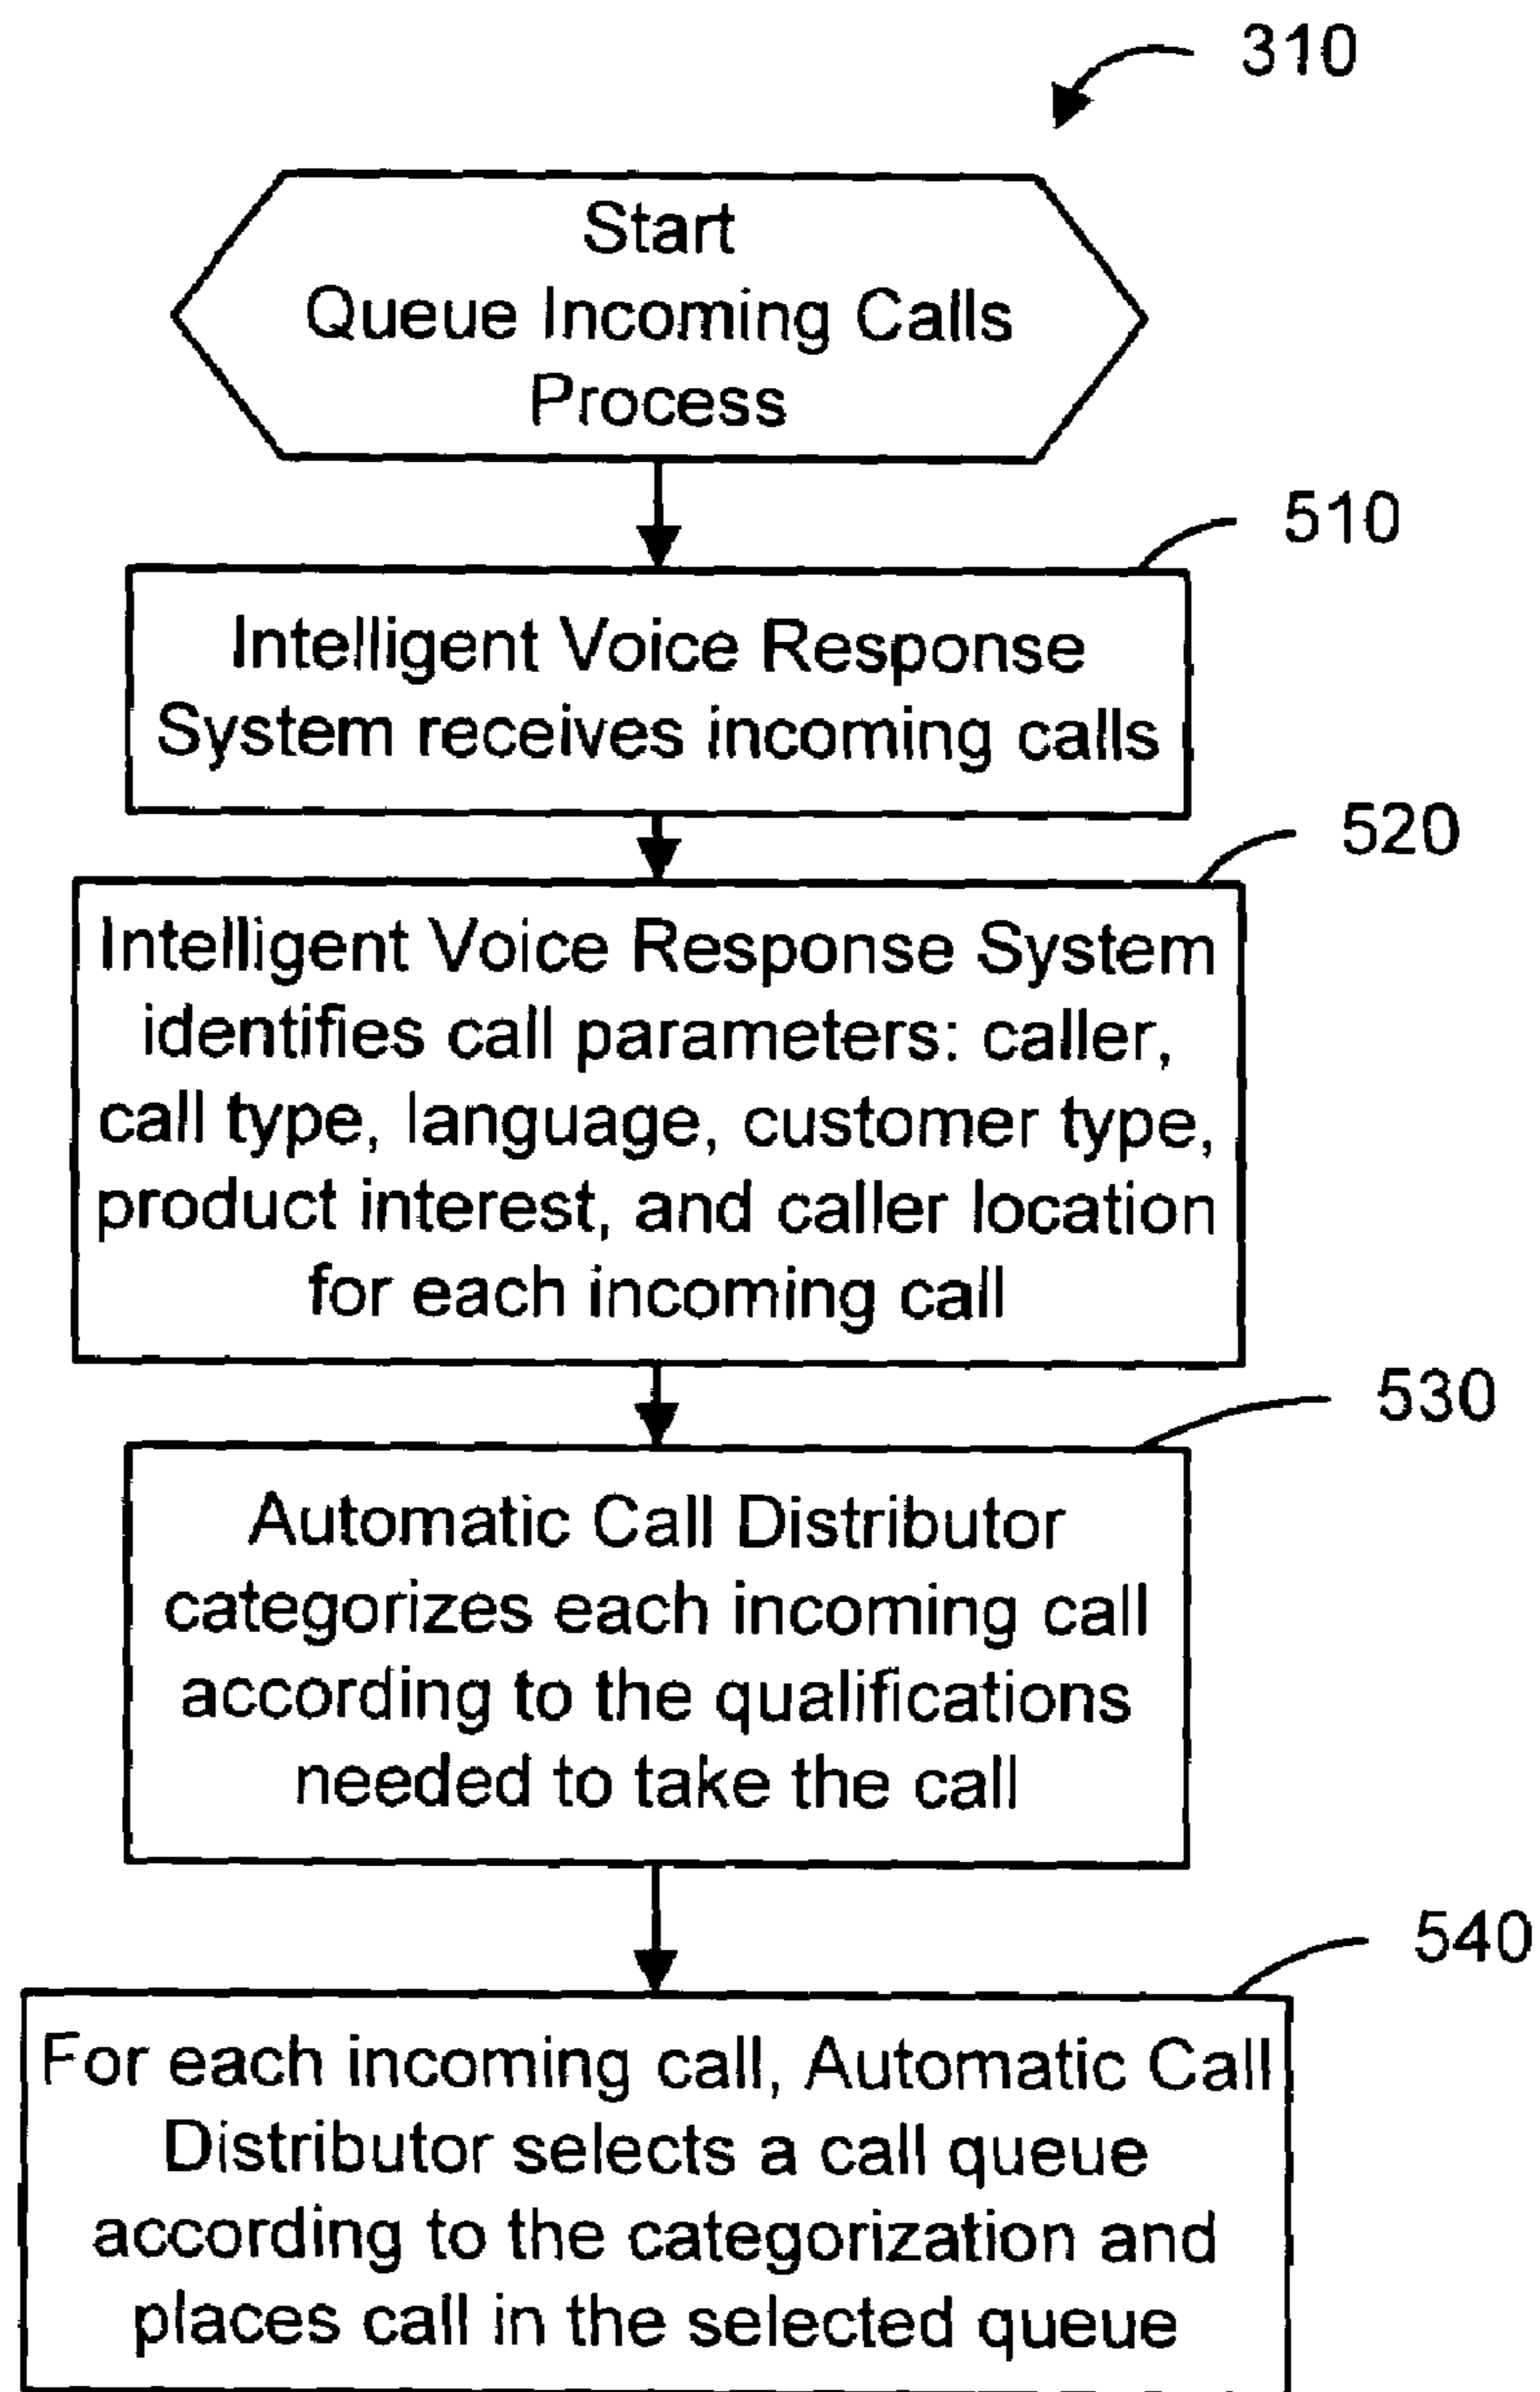 310
Start
Queue Incoming Calls
Process
510
Intelligent Voice Response
System receives incoming calls
520
Intelligent Voice Response System
identifies call parameters: caller,
call type, language, customer type,
product interest, and caller location
for each incoming call
530
Automatic Call Distributor
categorizes each incoming call
according to the qualifications
needed to take the call
540
For each incoming call, Automatic Call
Distributor selects a call queue
according to the categorization and
places call in the selected queue